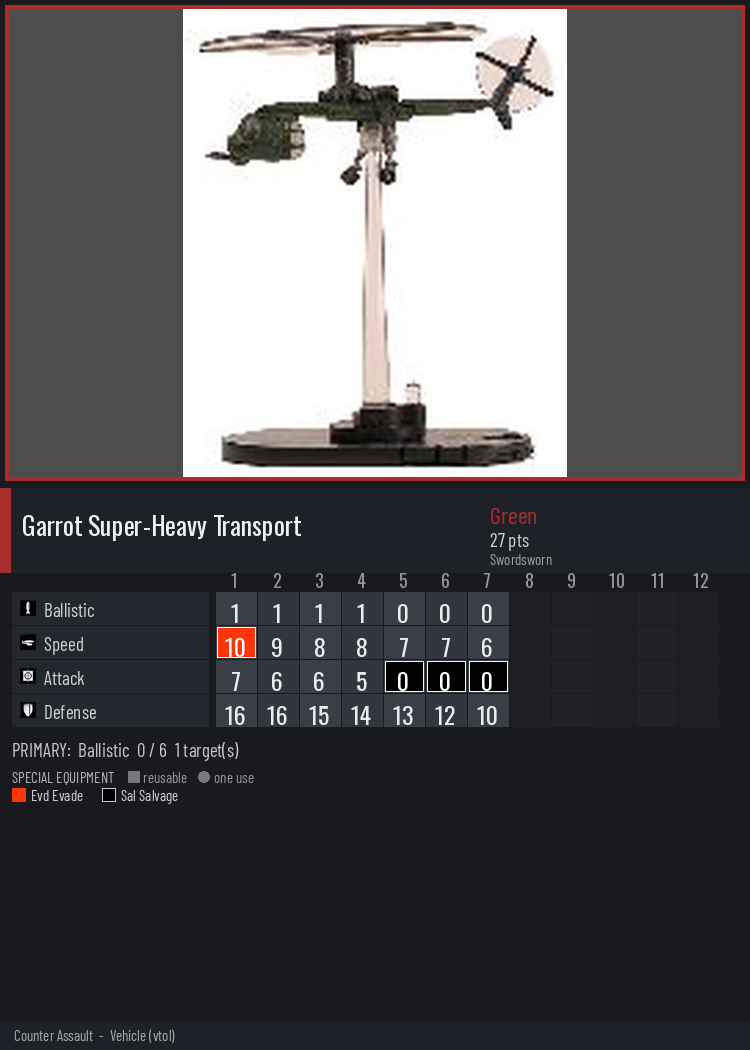 Garrot Super-Heavy Transport
Green
27 pts
Swordsworn
1 2 3 4 5 6 7 8 9 10 11 12
Ballistic 1 1 1 1 0 0 0
Speed 10 9 8 8 7 7 6
Attack 7 6 6 5 0 0 0
Defense 16 16 15 14 13 12 10
PRIMARY: Ballistic 0 / 6 1 target(s)
SPECIAL EQUIPMENT reusable one use
Evd Evade Sal Salvage
Counter Assault - Vehicle (vtol)